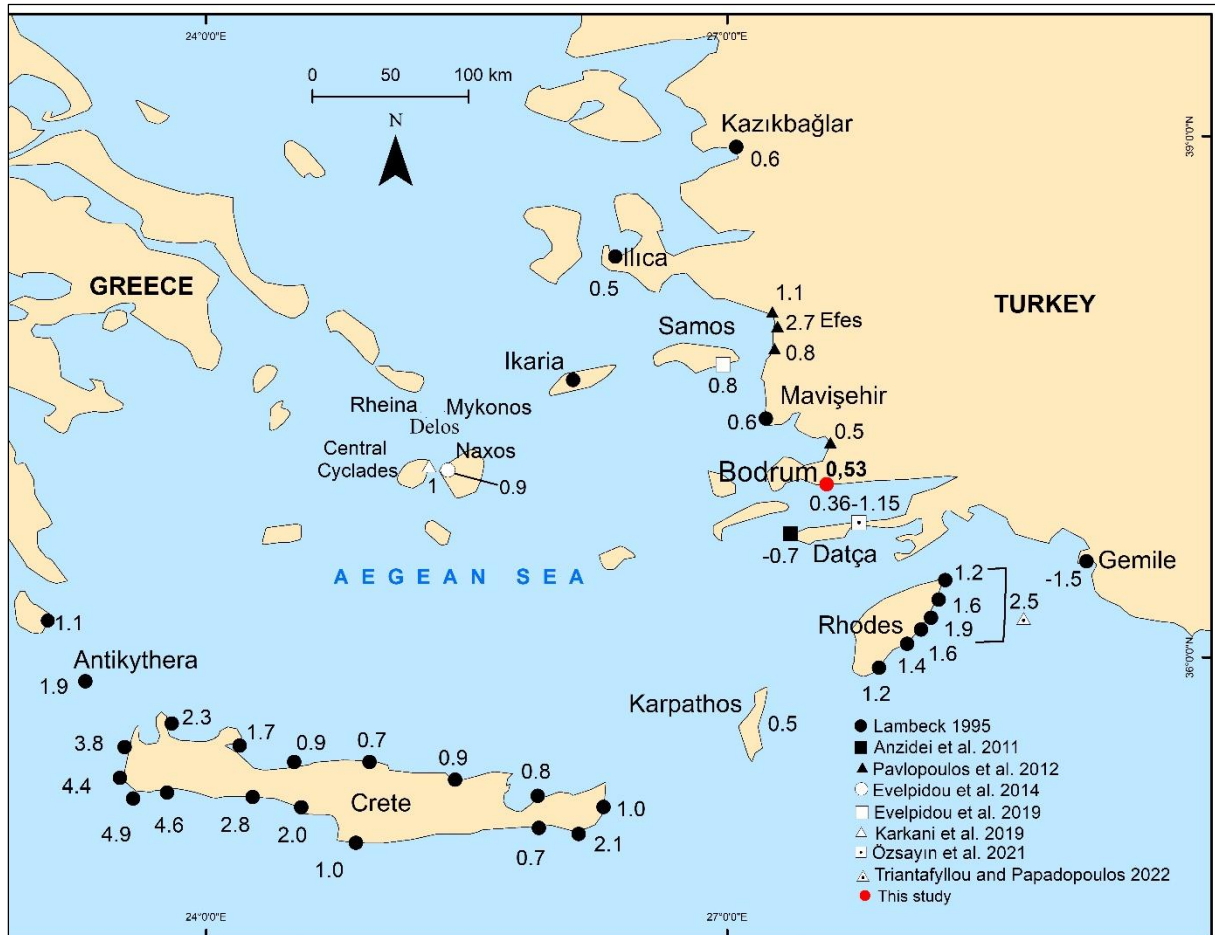 24°0'0"E
27°0'0"E
0 50 100 km
N
Kazıkbağlar
0.6
39°0'0"N
Ilıca
0.5
GREECE
TURKEY
1.1
2.7 Efes
0.8
Samos
0.8
Ikaria
Mavişehir
0.6
0.5
Rheina
Mykonos
Delos
Central
Cyclades
Naxos
1
0.9
Bodrum 0,53
0.36-1.15
-0.7
Datça
AEGEAN SEA
Gemile
-1.5
1.2
1.6
2.5
Rhodes
1.9
1.6
1.4
1.2
36°0'0"N
1.1
Antikythera
1.9
Karpathos
0.5
2.3
1.7
3.8
0.9
0.7
0.9
0.8
4.4
Crete
1.0
4.9
4.6
2.8
2.0
1.0
0.7
2.1
Lambeck 1995
Anzidei et al. 2011
Pavlopoulos et al. 2012
Evelpidou et al. 2014
Evelpidou et al. 2019
Karkani et al. 2019
Özsayın et al. 2021
Triantafyllou and Papadopoulos 2022
This study
24°0'0"E
27°0'0"E